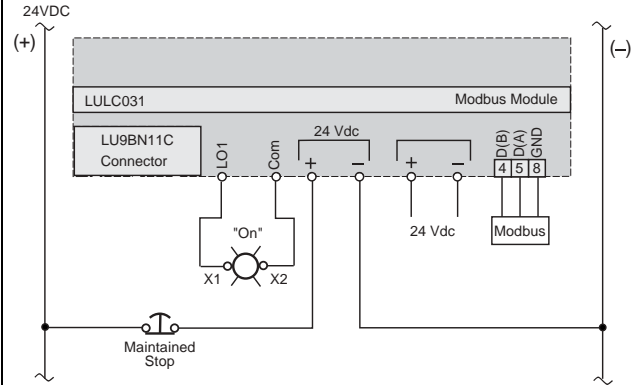 24VDC
(+)
(–)
LULC031
Modbus Module
LU9BN11C
Connector
LO1
Com
24 Vdc
+
–
+
–
D(B)
D(A)
GND
4
5
8
24 Vdc
Modbus
"On"
X1
X2
Maintained
Stop